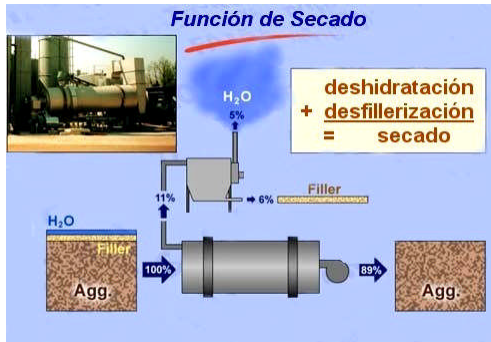 Función de Secado
H₂O
5%
deshidratación
+ desfillerización
= secado
11%
6%
Filler
H₂O
Filler
Agg.
100%
89%
Agg.